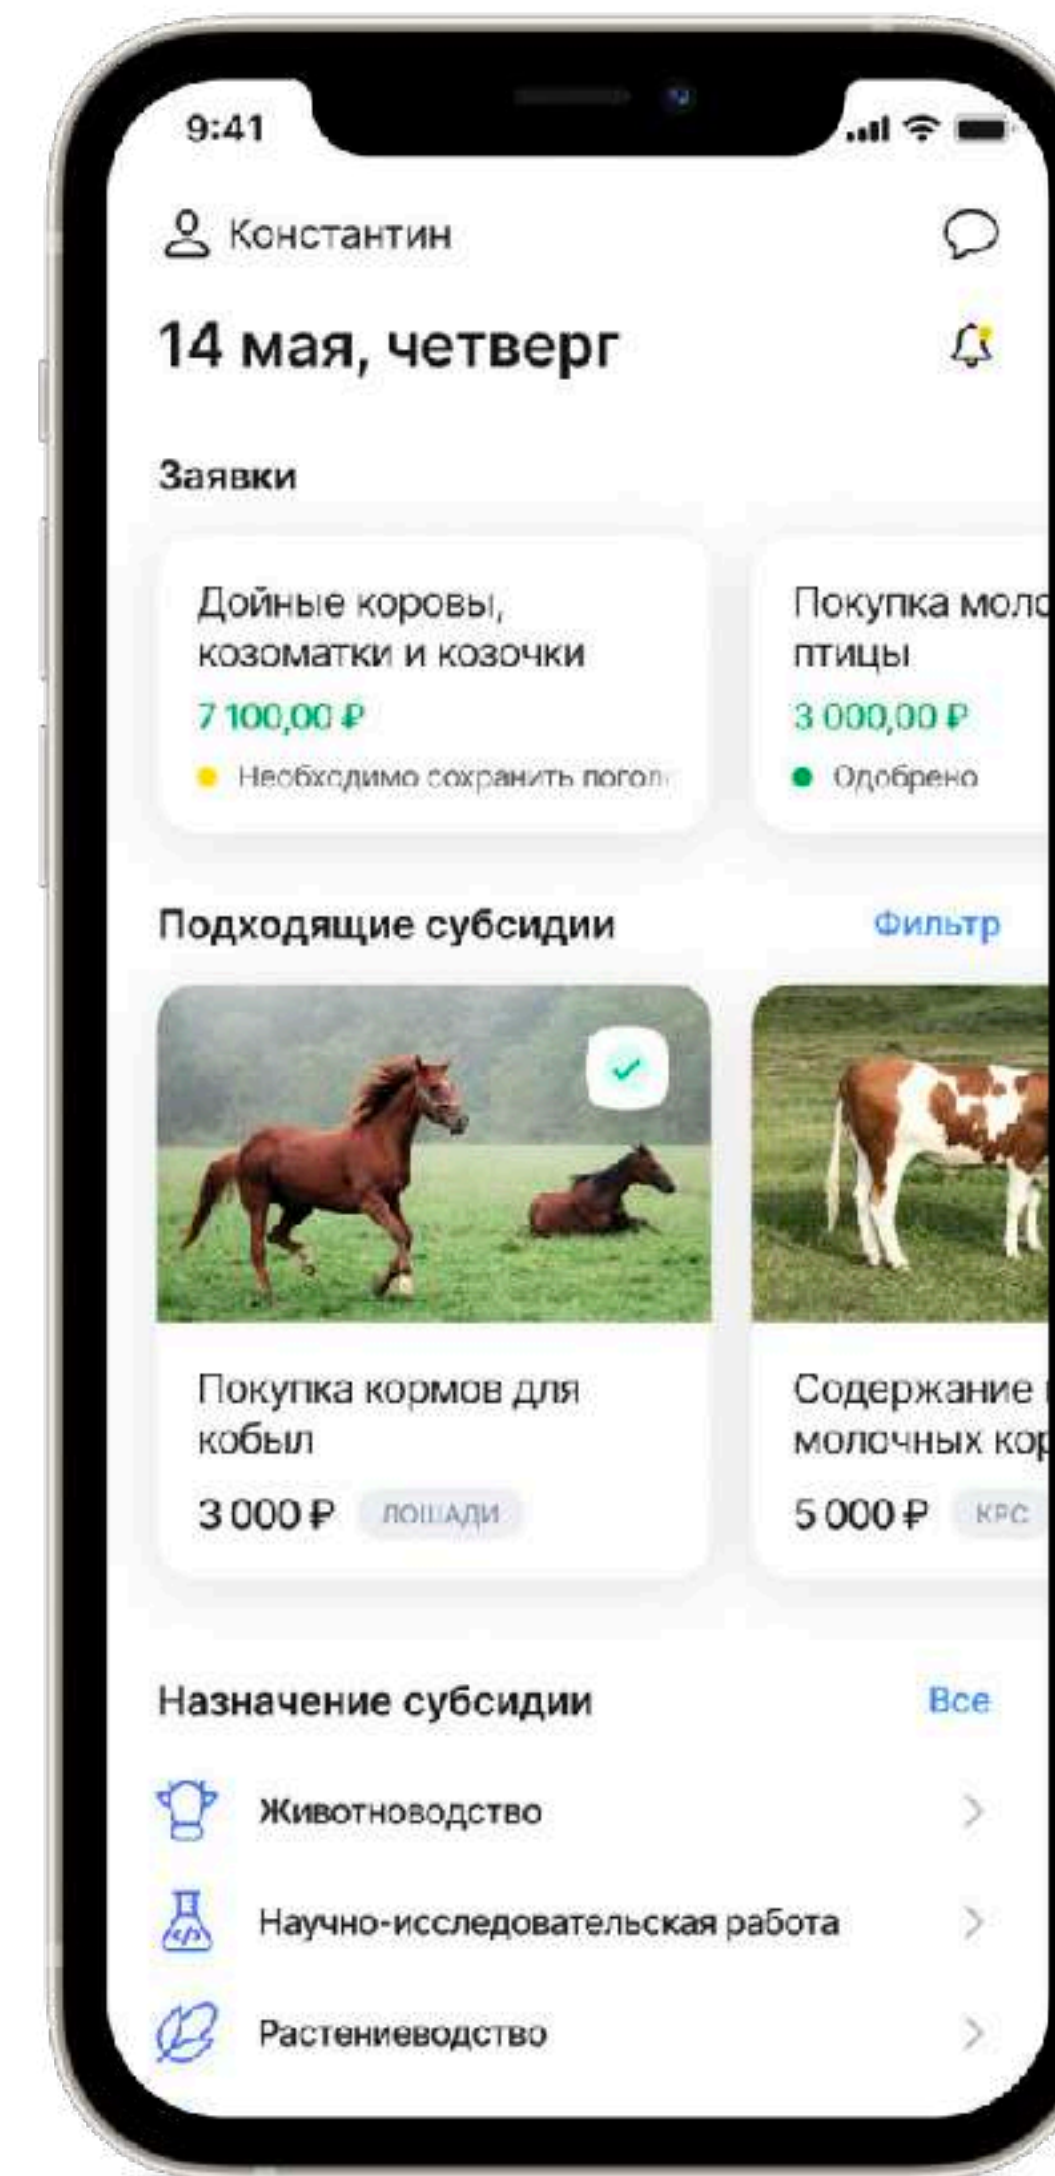 9:41
Константин
14 мая, четверг
Заявки
Дойные коровы,
козоматки и козочки
7 100,00 ₽
Необходимо сохранить
Покупка
птицы
3 000,00 ₽
Одобрено
Подходящие субсидии
Фильтр
Покупка кормов для
кобыл
3 000 ₽ ЛОШАДИ
Содержание
молочных
5 000 ₽ КРС
Назначение субсидии
Все
Животноводство
Научно-исследовательская работа
Растениеводство